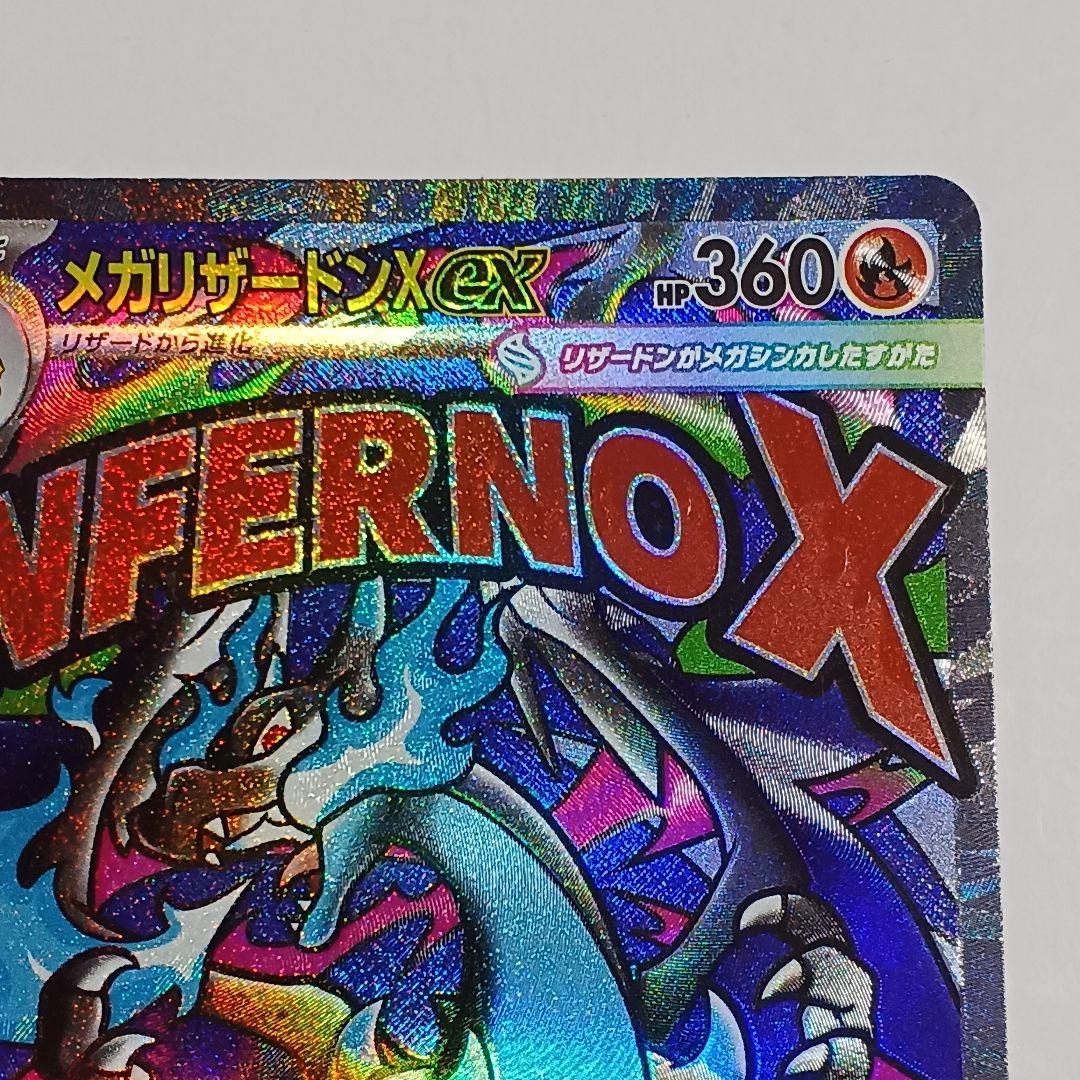 メガリザードンXex HP360
リザードから進化
リザードンがメガシンカしたすがた
INFERNO X